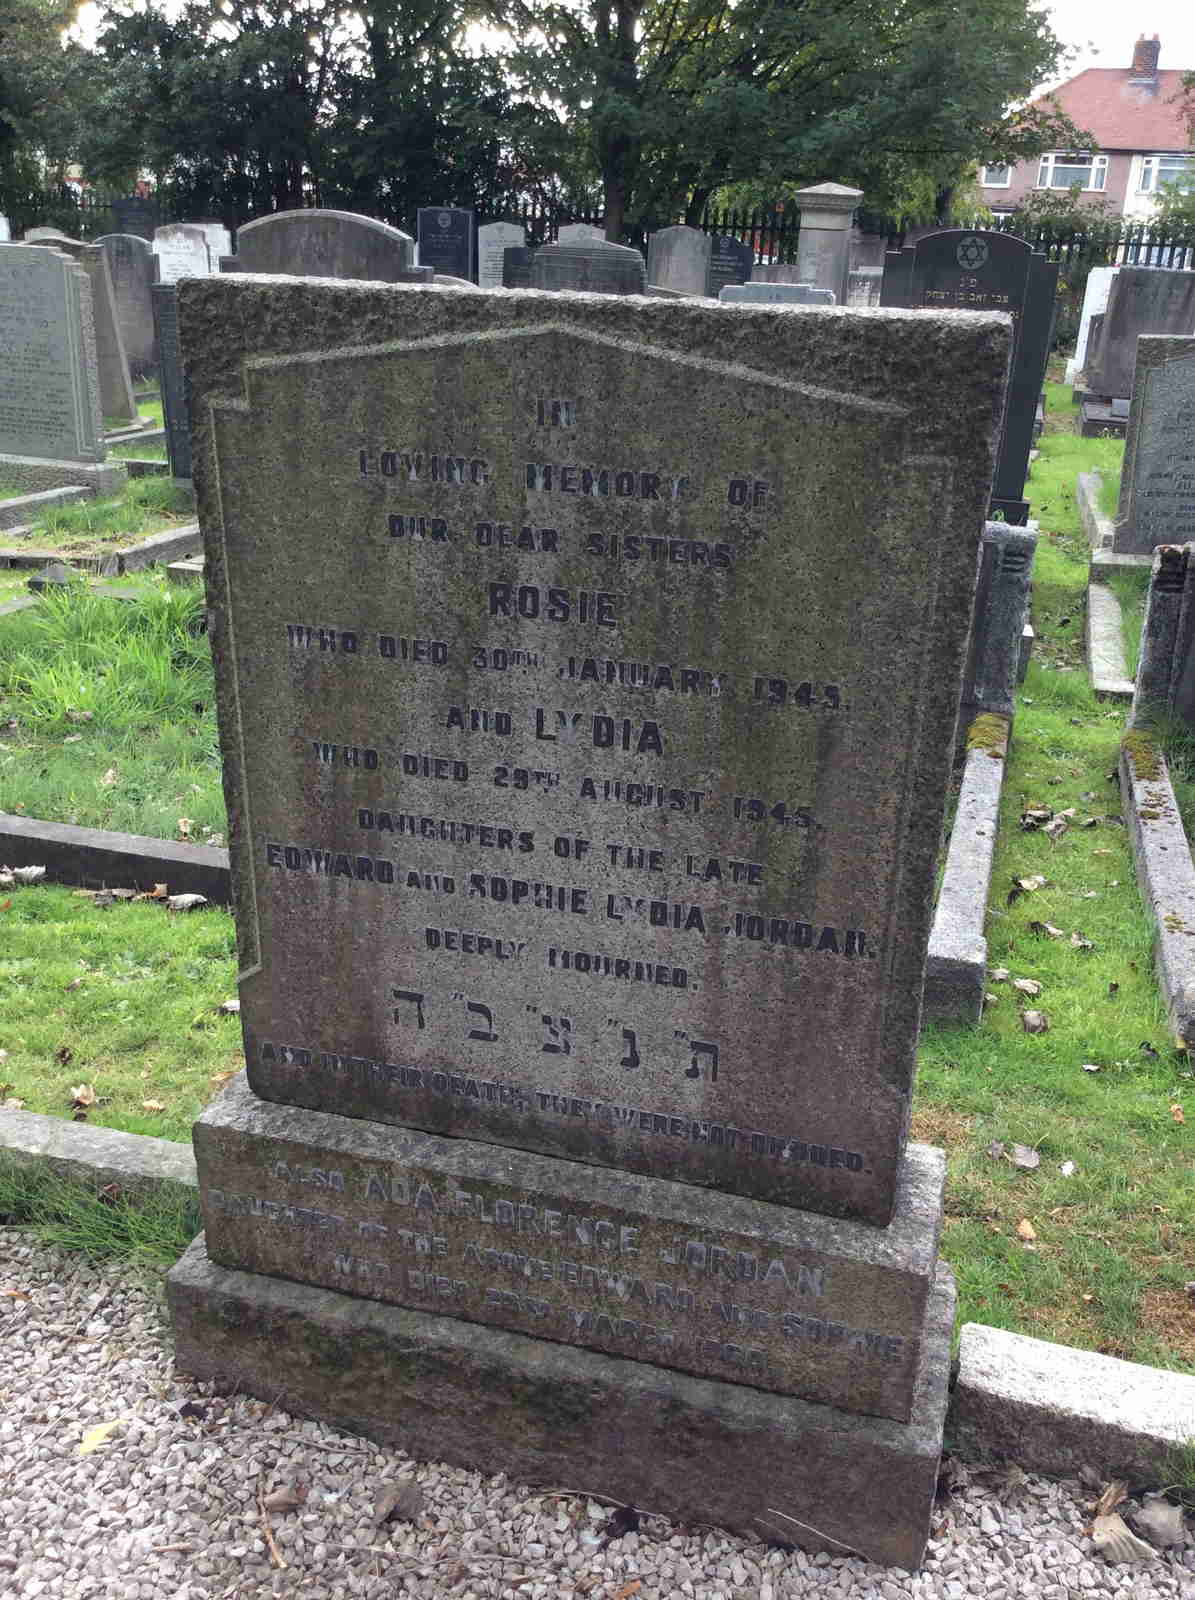 IN
LOVING MEMORY OF
OUR DEAR SISTERS
ROSIE
WHO DIED 30TH JANUARY 1945.
AND LYDIA
WHO DIED 29TH AUGUST 1945.
DAUGHTERS OF THE LATE
EDWARD AND SOPHIE LYDIA JORDAN.
DEEPLY MOURNED.
ת" נ" צ" ב" ה
AND IN THEIR DEATH, THEY WERE NOT DIVIDED.
ALSO ADA FLORENCE JORDAN
DAUGHTER OF THE ABOVE EDWARD AND SOPHIE
WHO DIED MARCH